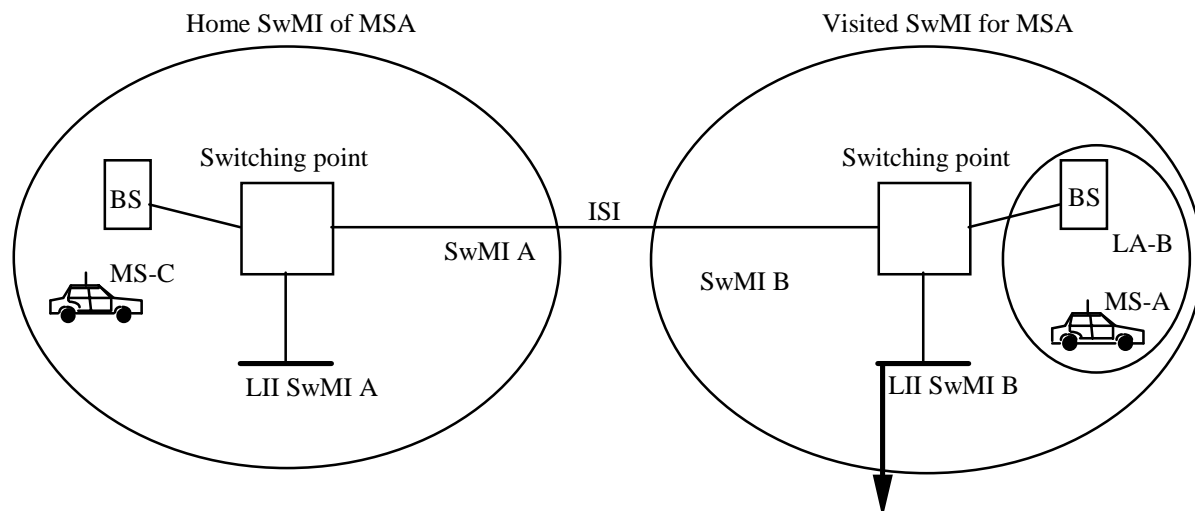 Home SwMI of MSA
Visited SwMI for MSA
Switching point
Switching point
BS
BS
ISI
SwMI A
LA-B
MS-C
SwMI B
MS-A
LII SwMI A
LII SwMI B